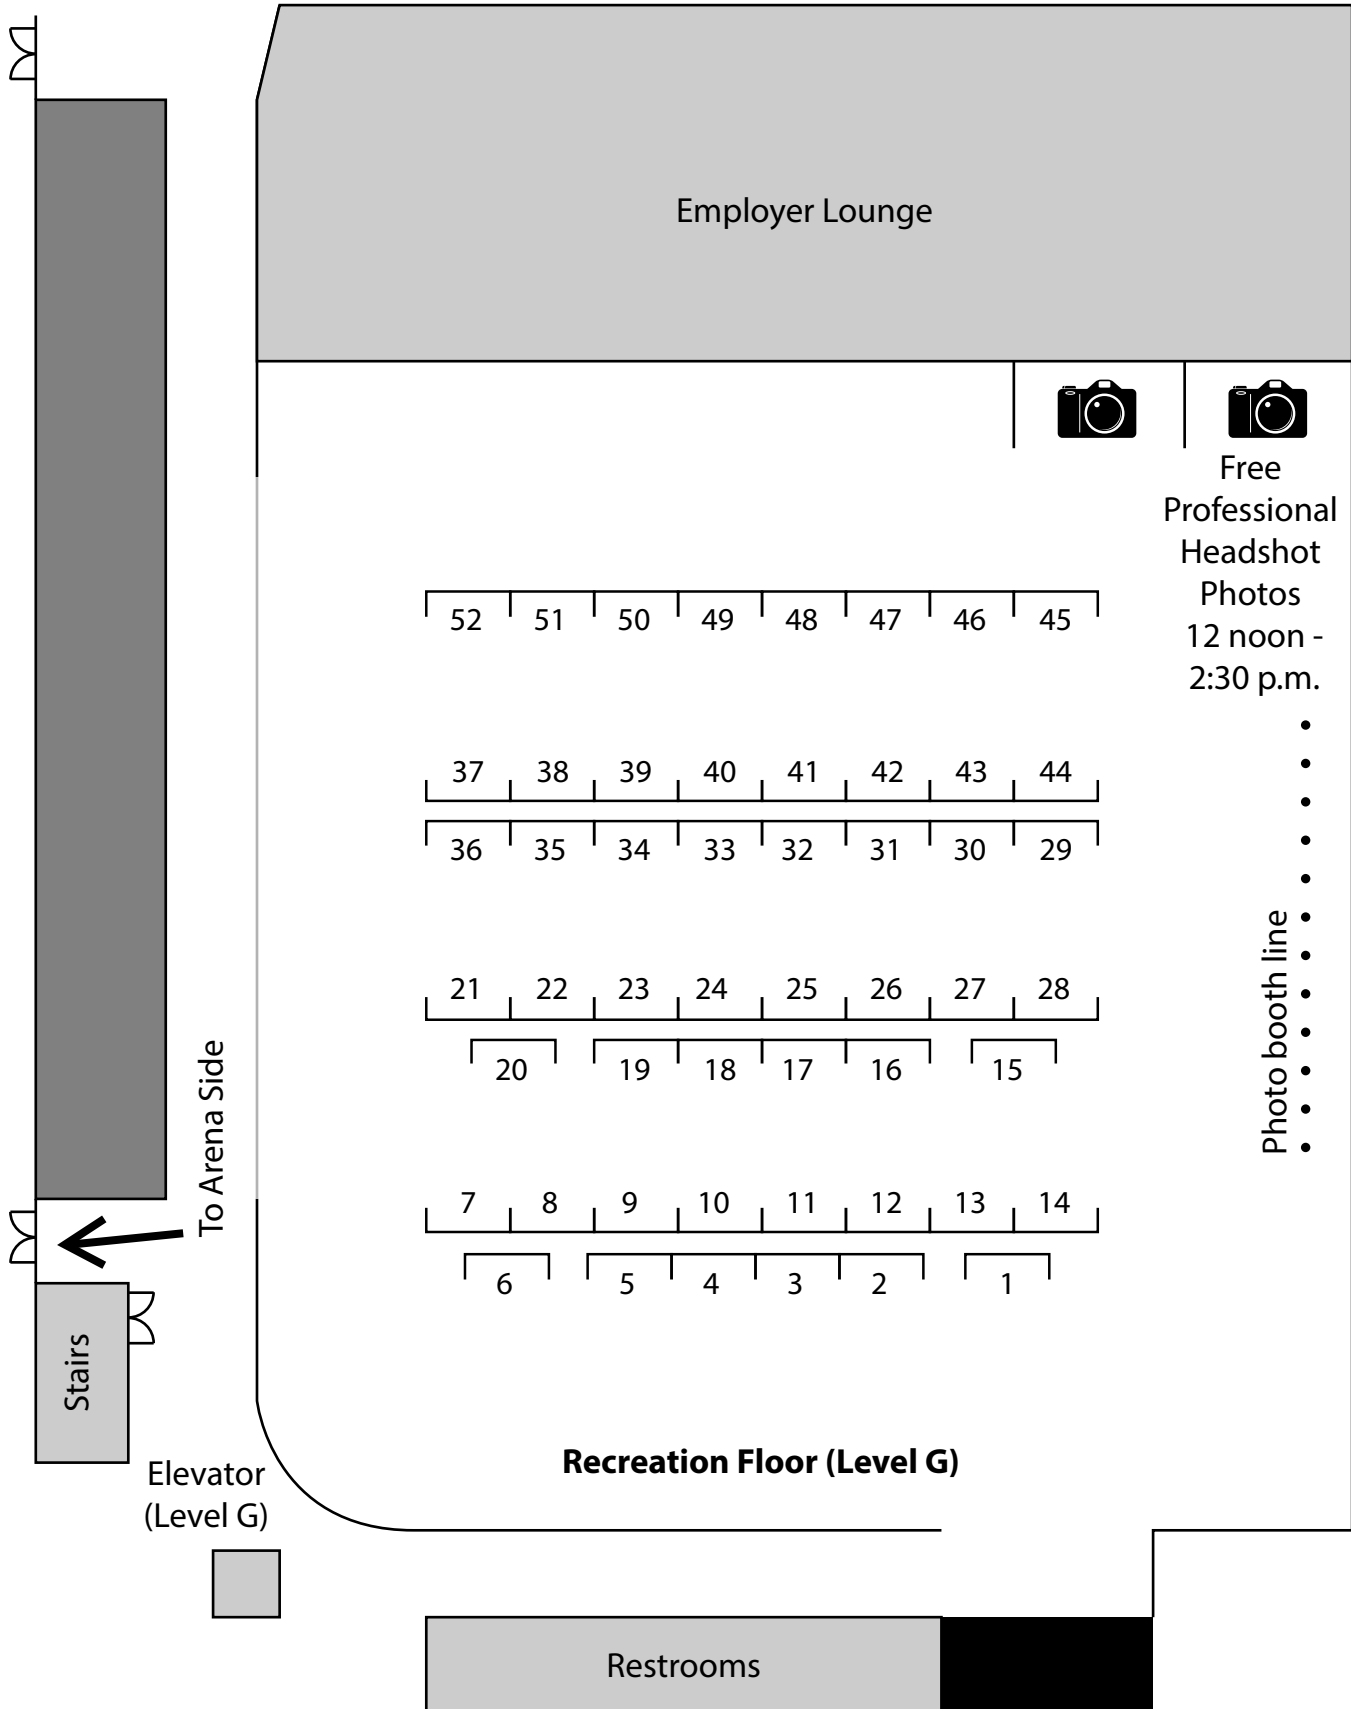 Employer Lounge
Free
Professional
Headshot
Photos
12 noon -
2:30 p.m.
52 51 50 49 48 47 46 45
37 38 39 40 41 42 43 44
36 35 34 33 32 31 30 29
Photo booth line
21 22 23 24 25 26 27 28
20 19 18 17 16 15
To Arena Side
7 8 9 10 11 12 13 14
6 5 4 3 2 1
Stairs
Recreation Floor (Level G)
Elevator
(Level G)
Restrooms